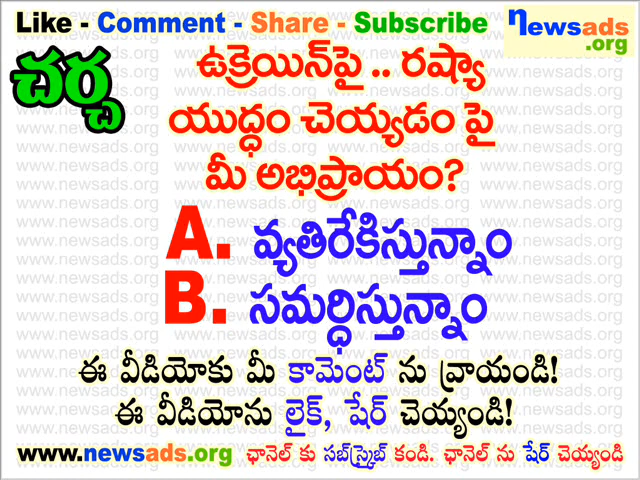 Like - Comment - Share - Subscribe
newsads
.org
చర్చ
ఉక్రెయిన్‌పై .. రష్యా
యుద్ధం చెయ్యడం పై
మీ అభిప్రాయం?
A. వ్యతిరేకిస్తున్నాం
B. సమర్ధిస్తున్నాం
ఈ వీడియోకు మీ కామెంట్ ను వ్రాయండి!
ఈ వీడియోను లైక్, షేర్ చెయ్యండి!
www.newsads.org ఛానెల్ కు సబ్‌స్క్రైబ్ కండి. ఛానెల్ ను షేర్ చెయ్యండి